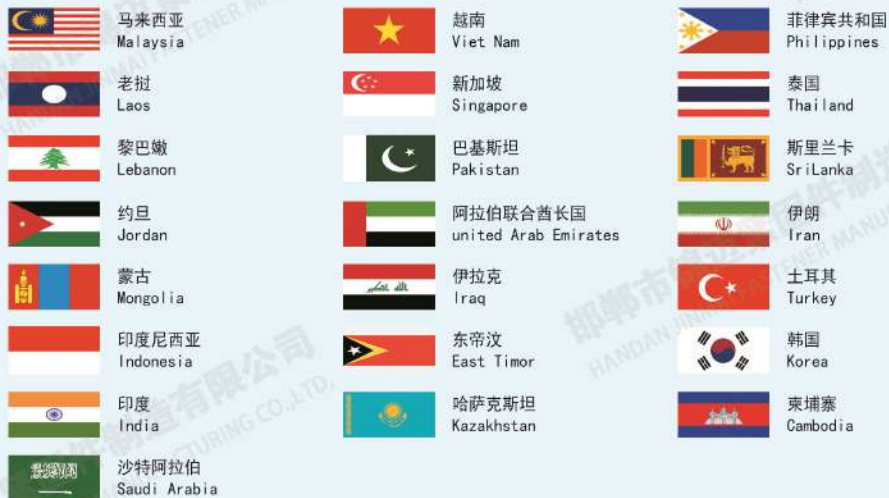 马来西亚
Malaysia
越南
Viet Nam
菲律宾共和国
Philippines
老挝
Laos
新加坡
Singapore
泰国
Thailand
黎巴嫩
Lebanon
巴基斯坦
Pakistan
斯里兰卡
SriLanka
约旦
Jordan
阿拉伯联合酋长国
united Arab Emirates
伊朗
Iran
蒙古
Mongolia
伊拉克
Iraq
土耳其
Turkey
印度尼西亚
Indonesia
东帝汶
East Timor
韩国
Korea
印度
India
哈萨克斯坦
Kazakhstan
柬埔寨
Cambodia
沙特阿拉伯
Saudi Arabia